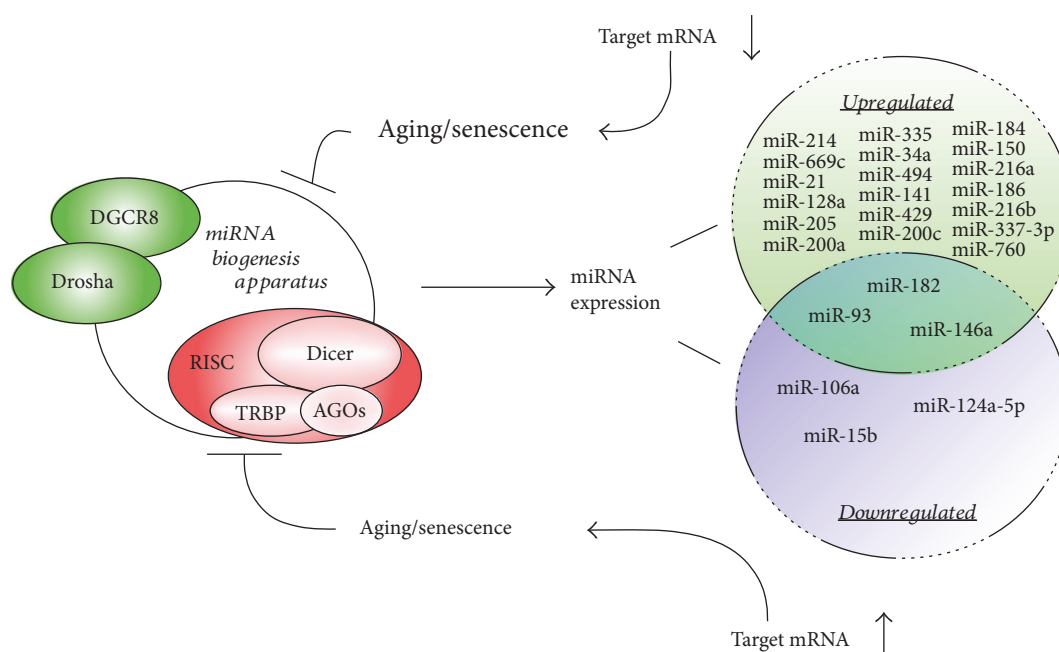 Target mRNA
Aging/senescence
DGCR8
Drosha
miRNA
biogenesis
apparatus
RISC
Dicer
TRBP
AGOs
Aging/senescence
Target mRNA
miRNA
expression
Upregulated
miR-214
miR-669c
miR-21
miR-128a
miR-205
miR-200a
miR-335
miR-34a
miR-494
miR-141
miR-429
miR-200c
miR-184
miR-150
miR-216a
miR-186
miR-216b
miR-337-3p
miR-760
miR-182
miR-93
miR-146a
miR-106a
miR-124a-5p
miR-15b
Downregulated